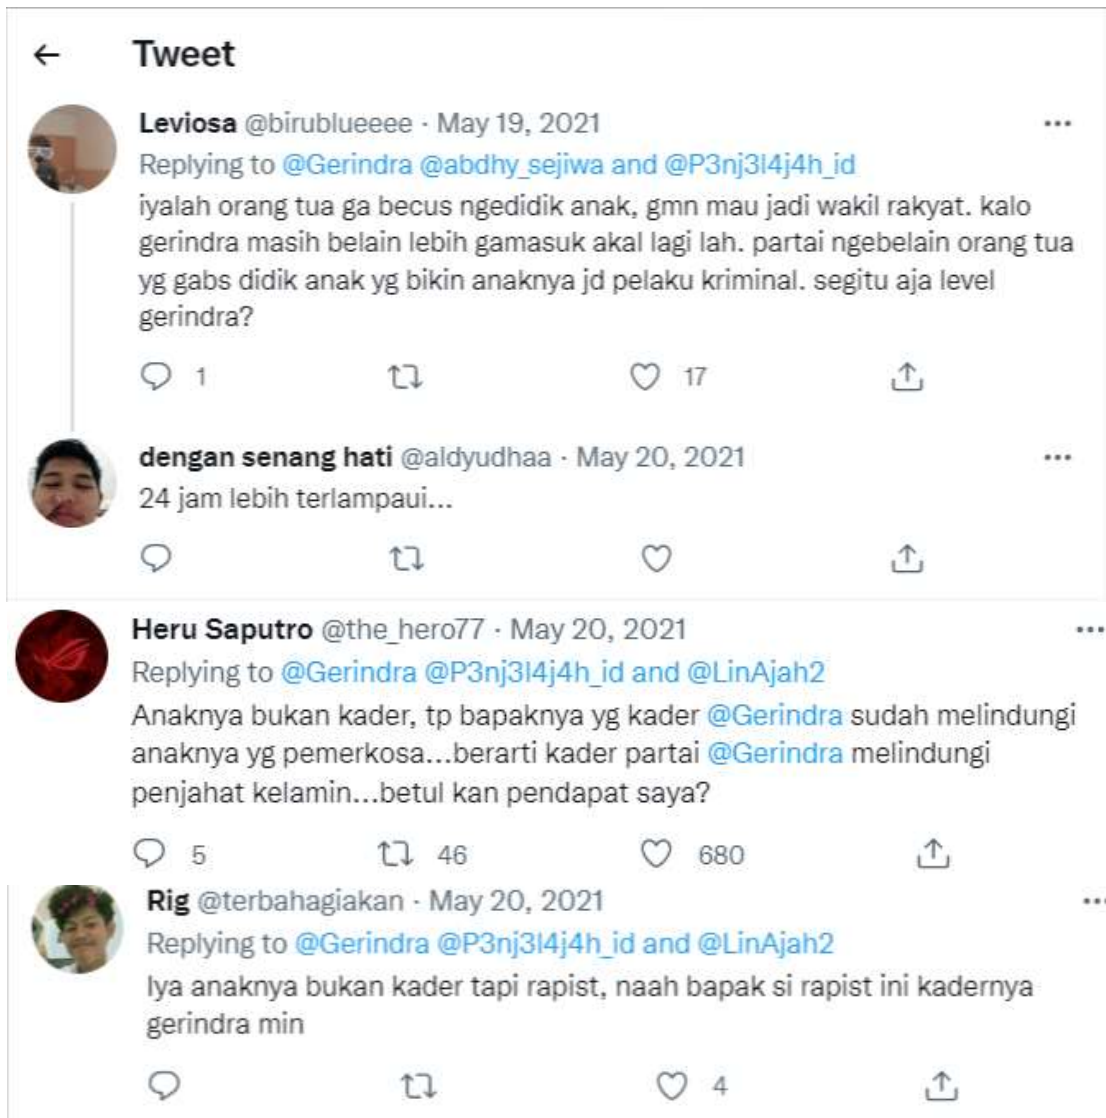 Tweet
Leviosa @birublueeee · May 19, 2021
Replying to @Gerindra @abdhy_sejiwa and @P3nj3l4j4h_id
iyalah orang tua ga becus ngedidik anak, gmn mau jadi wakil rakyat. kalo
gerindra masih belain lebih gamasuk akal lagi lah. partai ngebelain orang tua
yg gabs didik anak yg bikin anaknya jd pelaku kriminal. segitu aja level
gerindra?
1 17
dengan senang hati @aldyudhaa · May 20, 2021
24 jam lebih terlampaui...
Heru Saputro @the_hero77 · May 20, 2021
Replying to @Gerindra @P3nj3l4j4h_id and @LinAjah2
Anaknya bukan kader, tp bapaknya yg kader @Gerindra sudah melindungi
anaknya yg pemerkosa...berarti kader partai @Gerindra melindungi
penjahat kelamin...betul kan pendapat saya?
5 46 680
Rig @terbahagiakan · May 20, 2021
Replying to @Gerindra @P3nj3l4j4h_id and @LinAjah2
Iya anaknya bukan kader tapi rapist, naah bapak si rapist ini kadernya
gerindra min
4